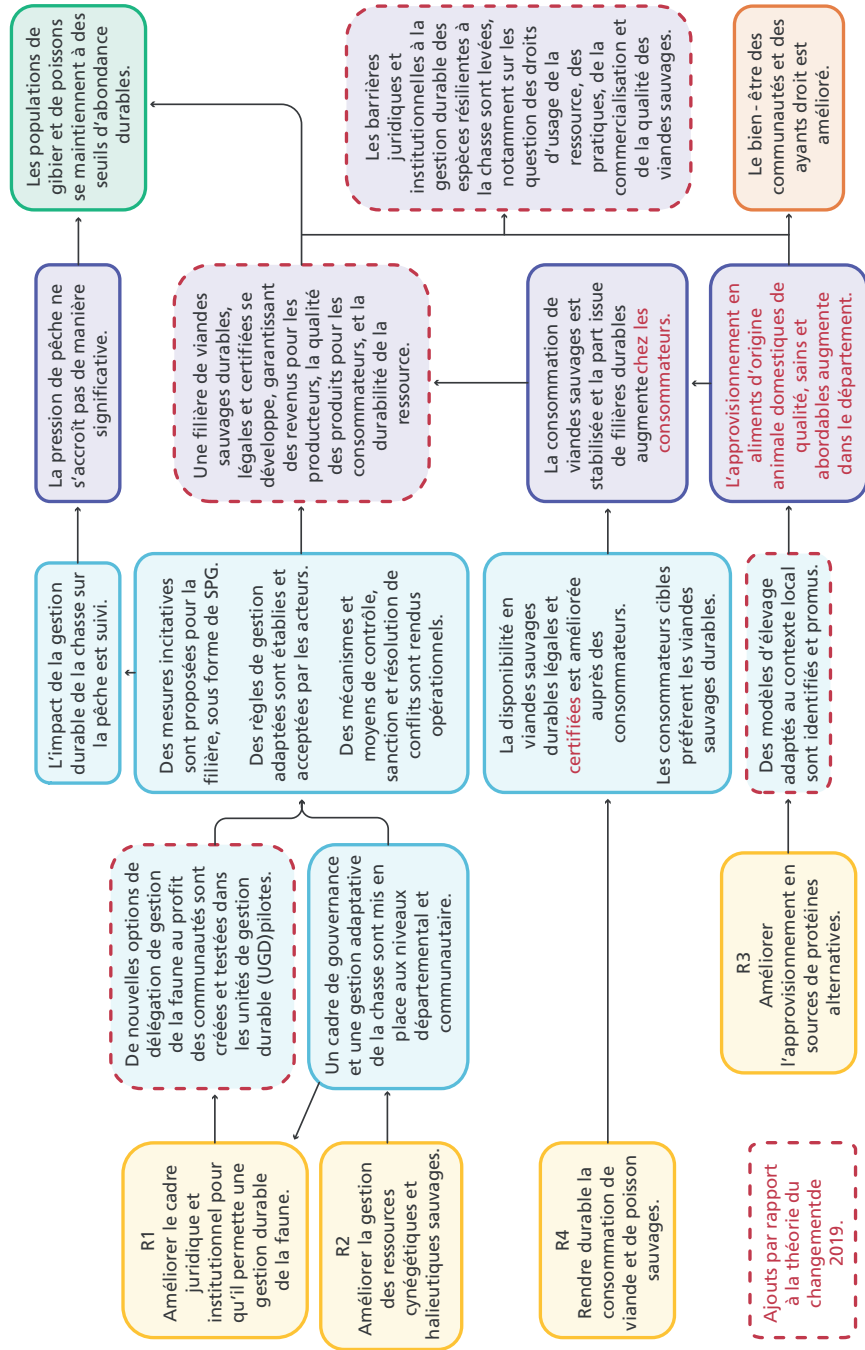 R1
Améliorer le cadre
juridique et
institutionnel pour
qu'il permette une
gestion durable
de la faune.
R2
Améliorer la gestion
des ressources
cynégétiques et
halieutiques sauvages.
R4
Rendre durable la
consommation de
viande et de poisson
sauvages.
Ajouts par rapport
à la théorie du
changementde
2019.
De nouvelles options de
délégation de gestion
de la faune au profit
des communautés sont
créées et testées dans
les unités de gestion
durable (UGD)pilotes.
Un cadre de gouvernance
et une gestion adaptative
de la chasse sont mis en
place aux niveaux
départemental et
communautaire.
R3
Améliorer
l'approvisionnement en
sources de protéines
alternatives.
L'impact de la gestion
durable de la chasse sur
la pêche est suivi.
Des mesures incitatives
sont proposées pour la
filière, sous forme de SPG.
Des règles de gestion
adaptées sont établies et
acceptées par les acteurs.
Des mécanismes et
moyens de contrôle,
sanction et résolution de
conflits sont rendus
opérationnels.
La disponibilité en
viandes sauvages
durables légales et
certifiées est améliorée
auprès des
consommateurs.
Les consommateurs cibles
préfèrent les viandes
sauvages durables.
Des modèles d'élevage
adaptés au contexte local
sont identifiés et promus.
La pression de pêche ne
s'accroît pas de manière
significative.
Une filière de viandes
sauvages durables,
légales et certifiées se
développe, garantissant
des revenus pour les
producteurs, la qualité
des produits pour les
consommateurs, et la
durabilité de la
ressource.
La consommation de
viandes sauvages est
stabilisée et la part issue
de filières durables
augmente chez les
consommateurs.
L'approvisionnement en
aliments d'origine
animale domestiques de
qualité, sains et
abordables augmente
dans le département.
Les populations de
gibier et de poissons
se maintiennent à des
seuils d'abondance
durables.
Les barrières
juridiques et
institutionnelles à la
gestion durable des
espèces résilientes à
la chasse sont levées,
notamment sur les
question des droits
d'usage de la
ressource, des
pratiques, de la
commercialisation et
de la qualité des
viandes sauvages.
Le bien - être des
communautés et des
ayants droit est
amélioré.